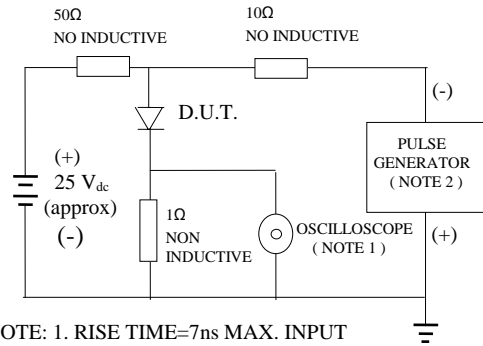 50Ω
NO INDUCTIVE
10Ω
NO INDUCTIVE
D.U.T.
(-)
PULSE
GENERATOR
( NOTE 2 )
(+)
(+)
25 Vdc
(approx)
(-)
1Ω
NON
INDUCTIVE
OSCILLOSCOPE
( NOTE 1 )
OTE: 1. RISE TIME=7ns MAX. INPUT